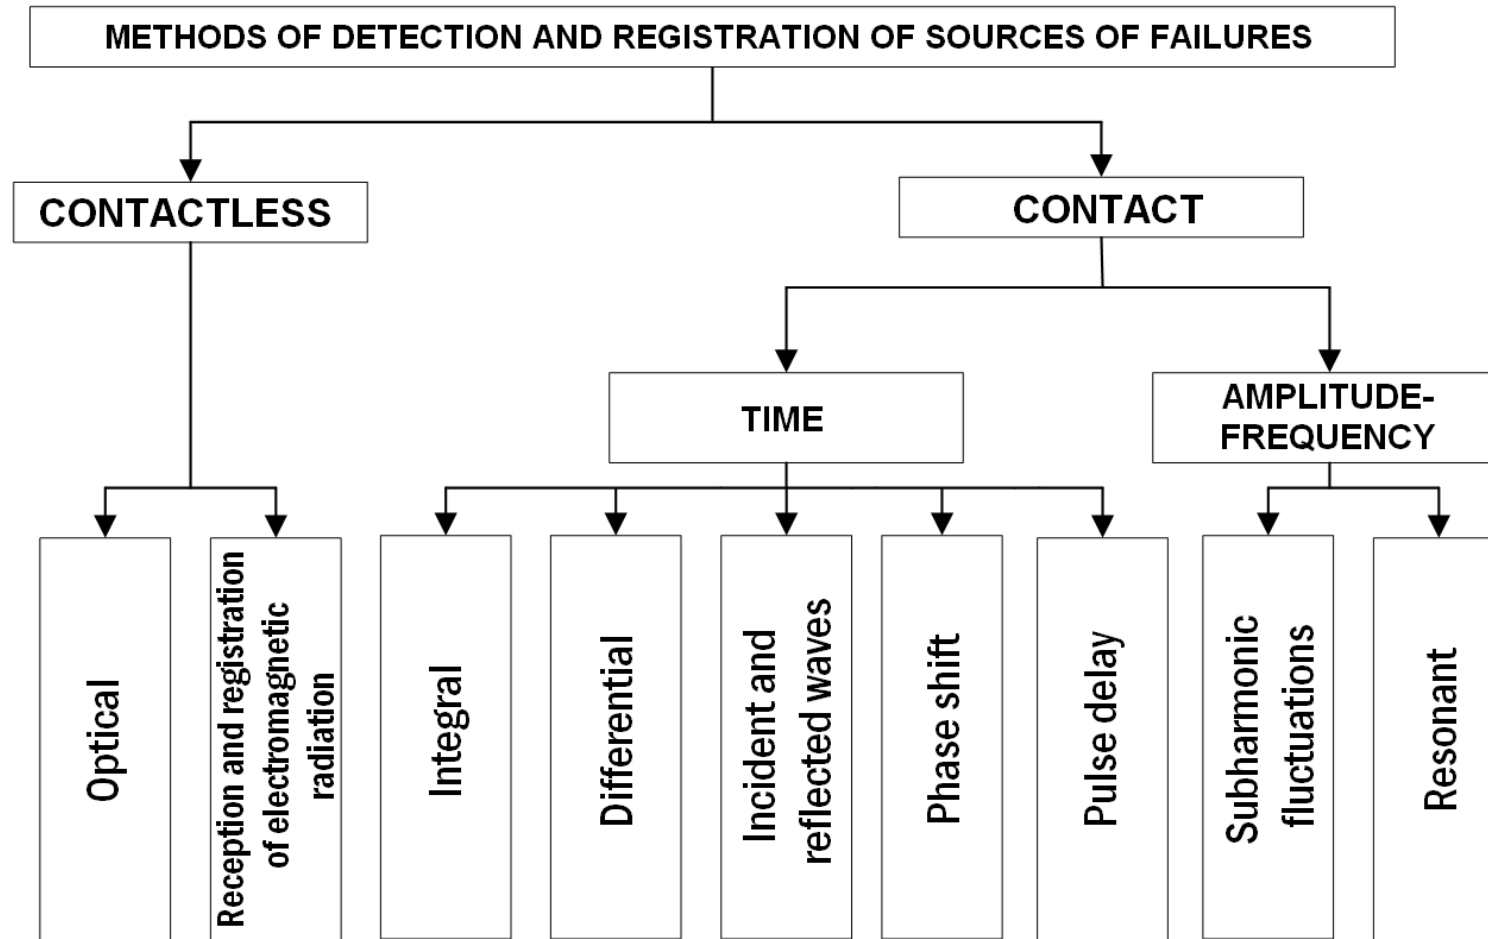 METHODS OF DETECTION AND REGISTRATION OF SOURCES OF FAILURES
CONTACTLESS
CONTACT
TIME
AMPLITUDE-
FREQUENCY
Optical
Reception and registration
of electromagnetic
radiation
Integral
Differential
Incident and
reflected waves
Phase shift
Pulse delay
Subharmonic
fluctuations
Resonant